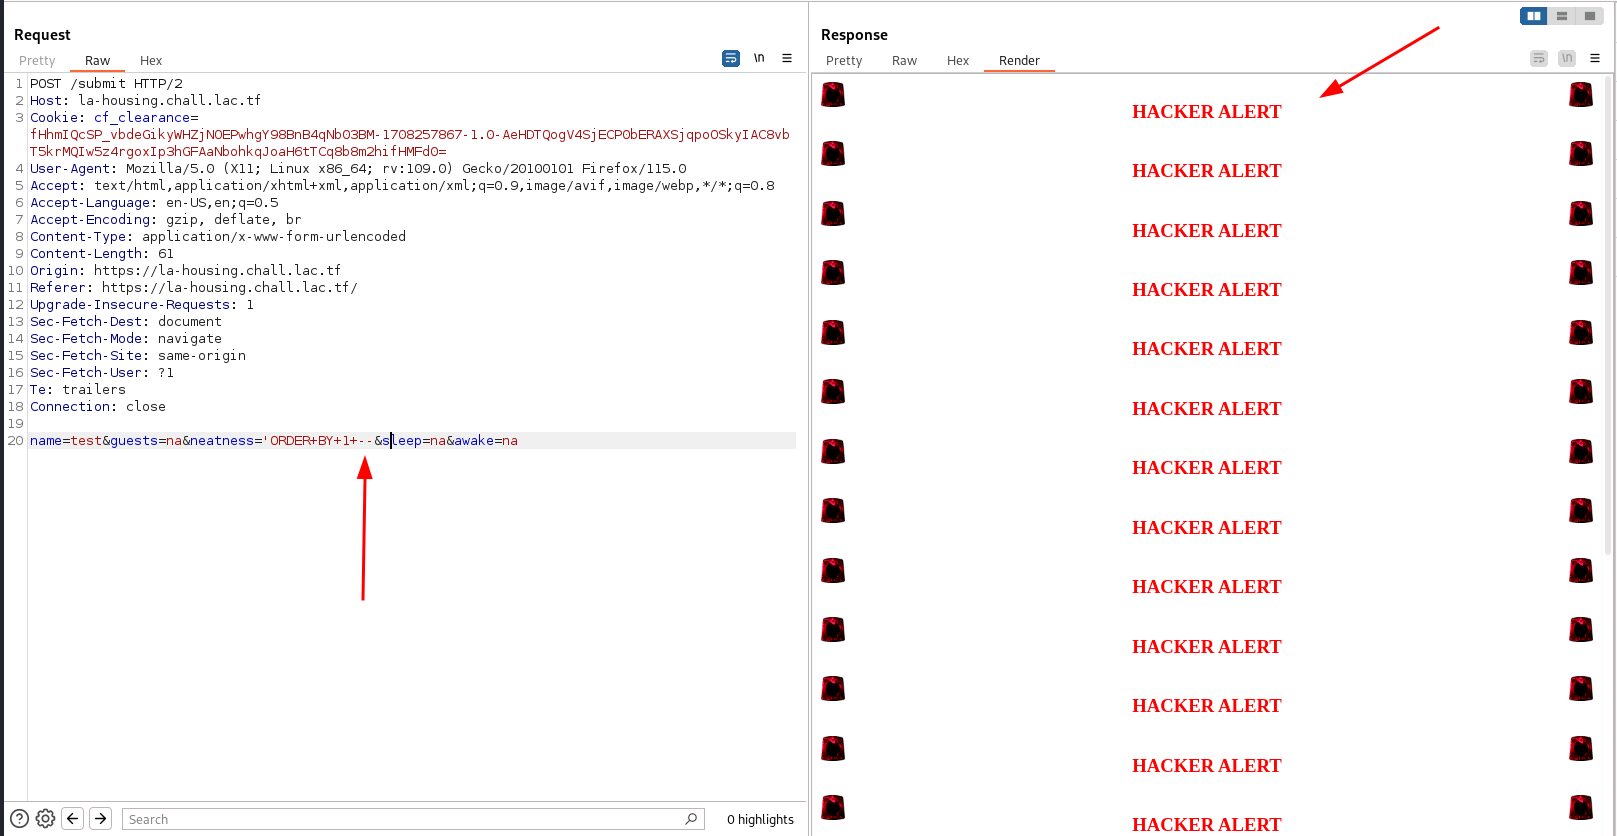 Request
Pretty Raw Hex
\n
1 POST /submit HTTP/2
2 Host: la-housing.chall.lac.tf
3 Cookie: cf_clearance=
fHhmIQcSP_vbdeGikyWHZjNOEPwhgY98BnB4qNbO3BM-1708257867-1.0-AeHDTQogV4SjECP0bERAXSjqpoOSkyIAC8vb
T5krMQIw5z4rgoxIp3hGFAaNbohkqJoaH6tTCq8b8m2hifHMFd0=
4 User-Agent: Mozilla/5.0 (X11; Linux x86_64; rv:109.0) Gecko/20100101 Firefox/115.0
5 Accept: text/html,application/xhtml+xml,application/xml;q=0.9,image/avif,image/webp,*/*;q=0.8
6 Accept-Language: en-US,en;q=0.5
7 Accept-Encoding: gzip, deflate, br
8 Content-Type: application/x-www-form-urlencoded
9 Content-Length: 61
10 Origin: https://la-housing.chall.lac.tf
11 Referer: https://la-housing.chall.lac.tf/
12 Upgrade-Insecure-Requests: 1
13 Sec-Fetch-Dest: document
14 Sec-Fetch-Mode: navigate
15 Sec-Fetch-Site: same-origin
16 Sec-Fetch-User: ?1
17 Te: trailers
18 Connection: close
19
20 name=test&guests=na&neatness='ORDER+BY+1+--&sleep=na&awake=na
Search
0 highlights
Response
Pretty Raw Hex Render
\n
HACKER ALERT
HACKER ALERT
HACKER ALERT
HACKER ALERT
HACKER ALERT
HACKER ALERT
HACKER ALERT
HACKER ALERT
HACKER ALERT
HACKER ALERT
HACKER ALERT
HACKER ALERT
HACKER ALERT